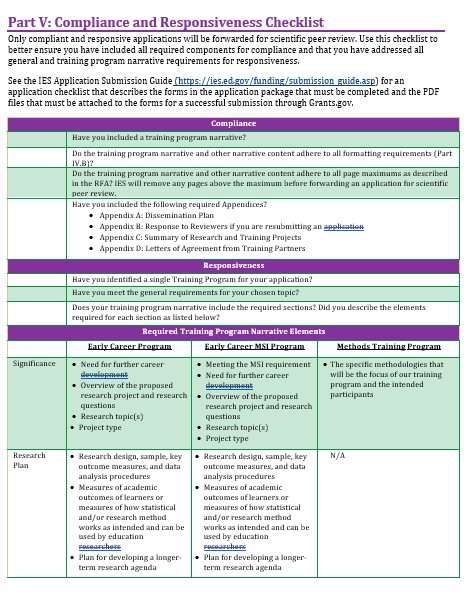 Part V: Compliance and Responsiveness Checklist
Only compliant and responsive applications will be forwarded for scientific peer review. Use this checklist to
better ensure you have included all required components for compliance and that you have addressed all
general and training program narrative requirements for responsiveness.
See the IES Application Submission Guide (https://ies.ed.gov/funding/submission_guide.asp) for an
application checklist that describes the forms in the application package that must be completed and the PDF
files that must be attached to the forms for a successful submission through Grants.gov.
Compliance
Have you included a training program narrative?
Do the training program narrative and other narrative content adhere to all formatting requirements (Part
IV.B)?
Do the training program narrative and other narrative content adhere to all page maximums as described
in the RFA? IES will remove any pages above the maximum before forwarding an application for scientific
peer review.
Have you included the following required Appendices?
• Appendix A: Dissemination Plan
• Appendix B: Response to Reviewers if you are resubmitting an application
• Appendix C: Summary of Research and Training Projects
• Appendix D: Letters of Agreement from Training Partners
Responsiveness
Have you identified a single Training Program for your application?
Have you meet the general requirements for your chosen topic?
Does your training program narrative include the required sections? Did you describe the elements
required for each section as listed below?
Required Training Program Narrative Elements
Early Career Program
Early Career MSI Program
Methods Training Program
Significance
• Need for further career
development
• Overview of the proposed
research project and research
questions
• Research topic(s)
• Project type
• Meeting the MSI requirement
• Need for further career
development
• Overview of the proposed
research project and research
questions
• Research topic(s)
• Project type
• The specific methodologies that
will be the focus of our training
program and the intended
participants
Research
Plan
• Research design, sample, key
outcome measures, and data
analysis procedures
• Measures of academic
outcomes of learners or
measures of how statistical
and/or research method
works as intended and can be
used by education
researchers
• Plan for developing a longer-
term research agenda
• Research design, sample, key
outcome measures, and data
analysis procedures
• Measures of academic
outcomes of learners or
measures of how statistical
and/or research method
works as intended and can be
used by education
researchers
• Plan for developing a longer-
term research agenda
N/A